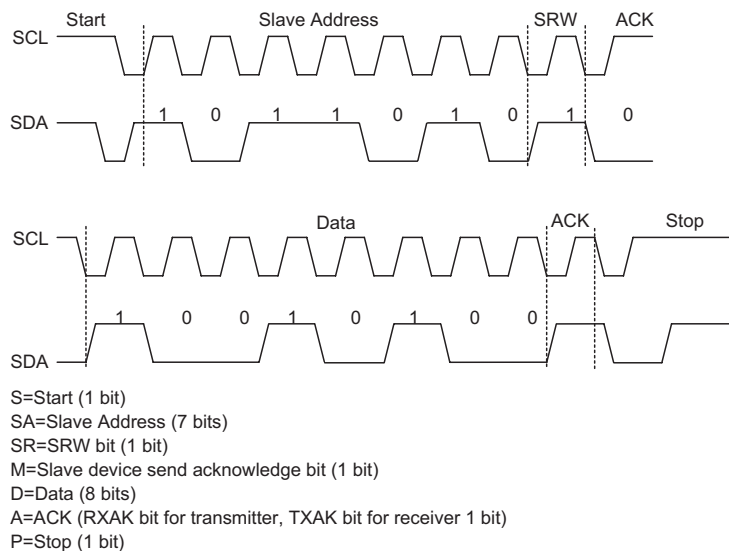 Start Slave Address SRW ACK
SCL
SDA 1 0 1 1 0 1 0 1 0
Data ACK Stop
SCL
1 0 0 1 0 1 0 0
SDA
S=Start (1 bit)
SA=Slave Address (7 bits)
SR=SRW bit (1 bit)
M=Slave device send acknowledge bit (1 bit)
D=Data (8 bits)
A=ACK (RXAK bit for transmitter, TXAK bit for receiver 1 bit)
P=Stop (1 bit)